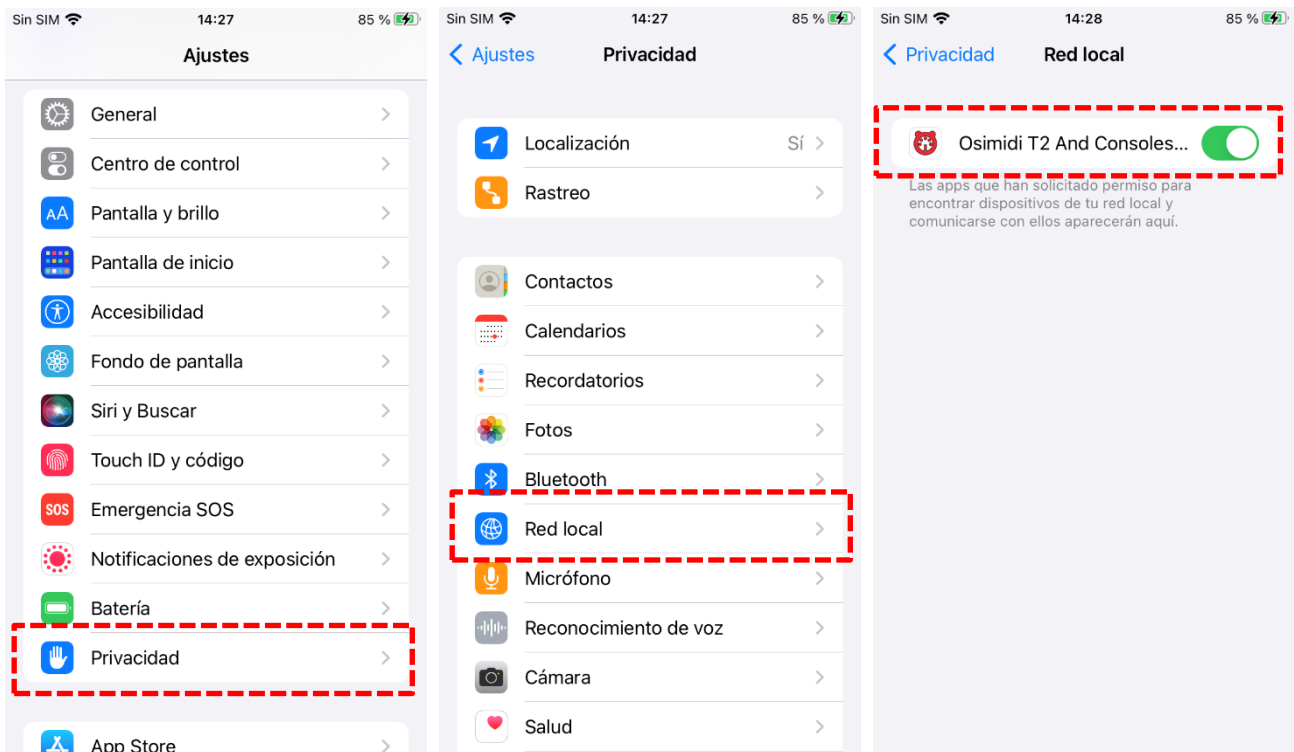 Sin SIM 14:27 85 %
Ajustes
General
Centro de control
AA Pantalla y brillo
Pantalla de inicio
Accesibilidad
Fondo de pantalla
Siri y Buscar
Touch ID y código
SOS Emergencia SOS
Notificaciones de exposición
Batería
Privacidad
App Store
Sin SIM 14:27 85 %
Ajustes Privacidad
Localización Sí
Rastreo
Contactos
Calendarios
Recordatorios
Fotos
Bluetooth
Red local
Micrófono
Reconocimiento de voz
Cámara
Salud
Sin SIM 14:28 85 %
Privacidad Red local
Osimidi T2 And Consoles...
Las apps que han solicitado permiso para
encontrar dispositivos de tu red local y
comunicarse con ellos aparecerán aquí.